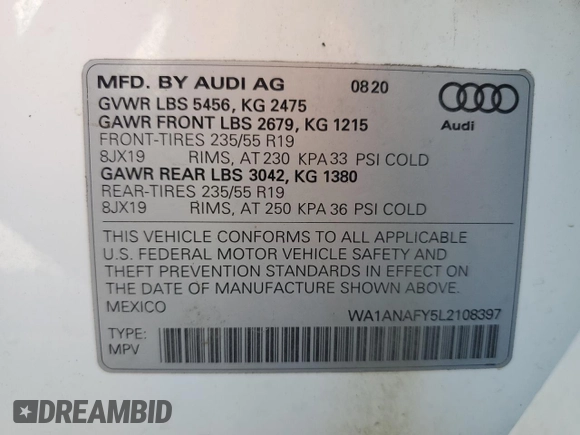 MFD. BY AUDI AG 0820
GVWR LBS 5456, KG 2475
GAWR FRONT LBS 2679, KG 1215
FRONT-TIRES 235/55 R19
8JX19 RIMS, AT 230 KPA 33 PSI COLD
GAWR REAR LBS 3042, KG 1380
REAR-TIRES 235/55 R19
8JX19 RIMS, AT 250 KPA 36 PSI COLD
Audi
THIS VEHICLE CONFORMS TO ALL APPLICABLE
U.S. FEDERAL MOTOR VEHICLE SAFETY AND
THEFT PREVENTION STANDARDS IN EFFECT ON
THE DATE OF MANUFACTURE SHOWN ABOVE.
MEXICO WA1ANAFY5L2108397
TYPE:
MPV
DREAMBID